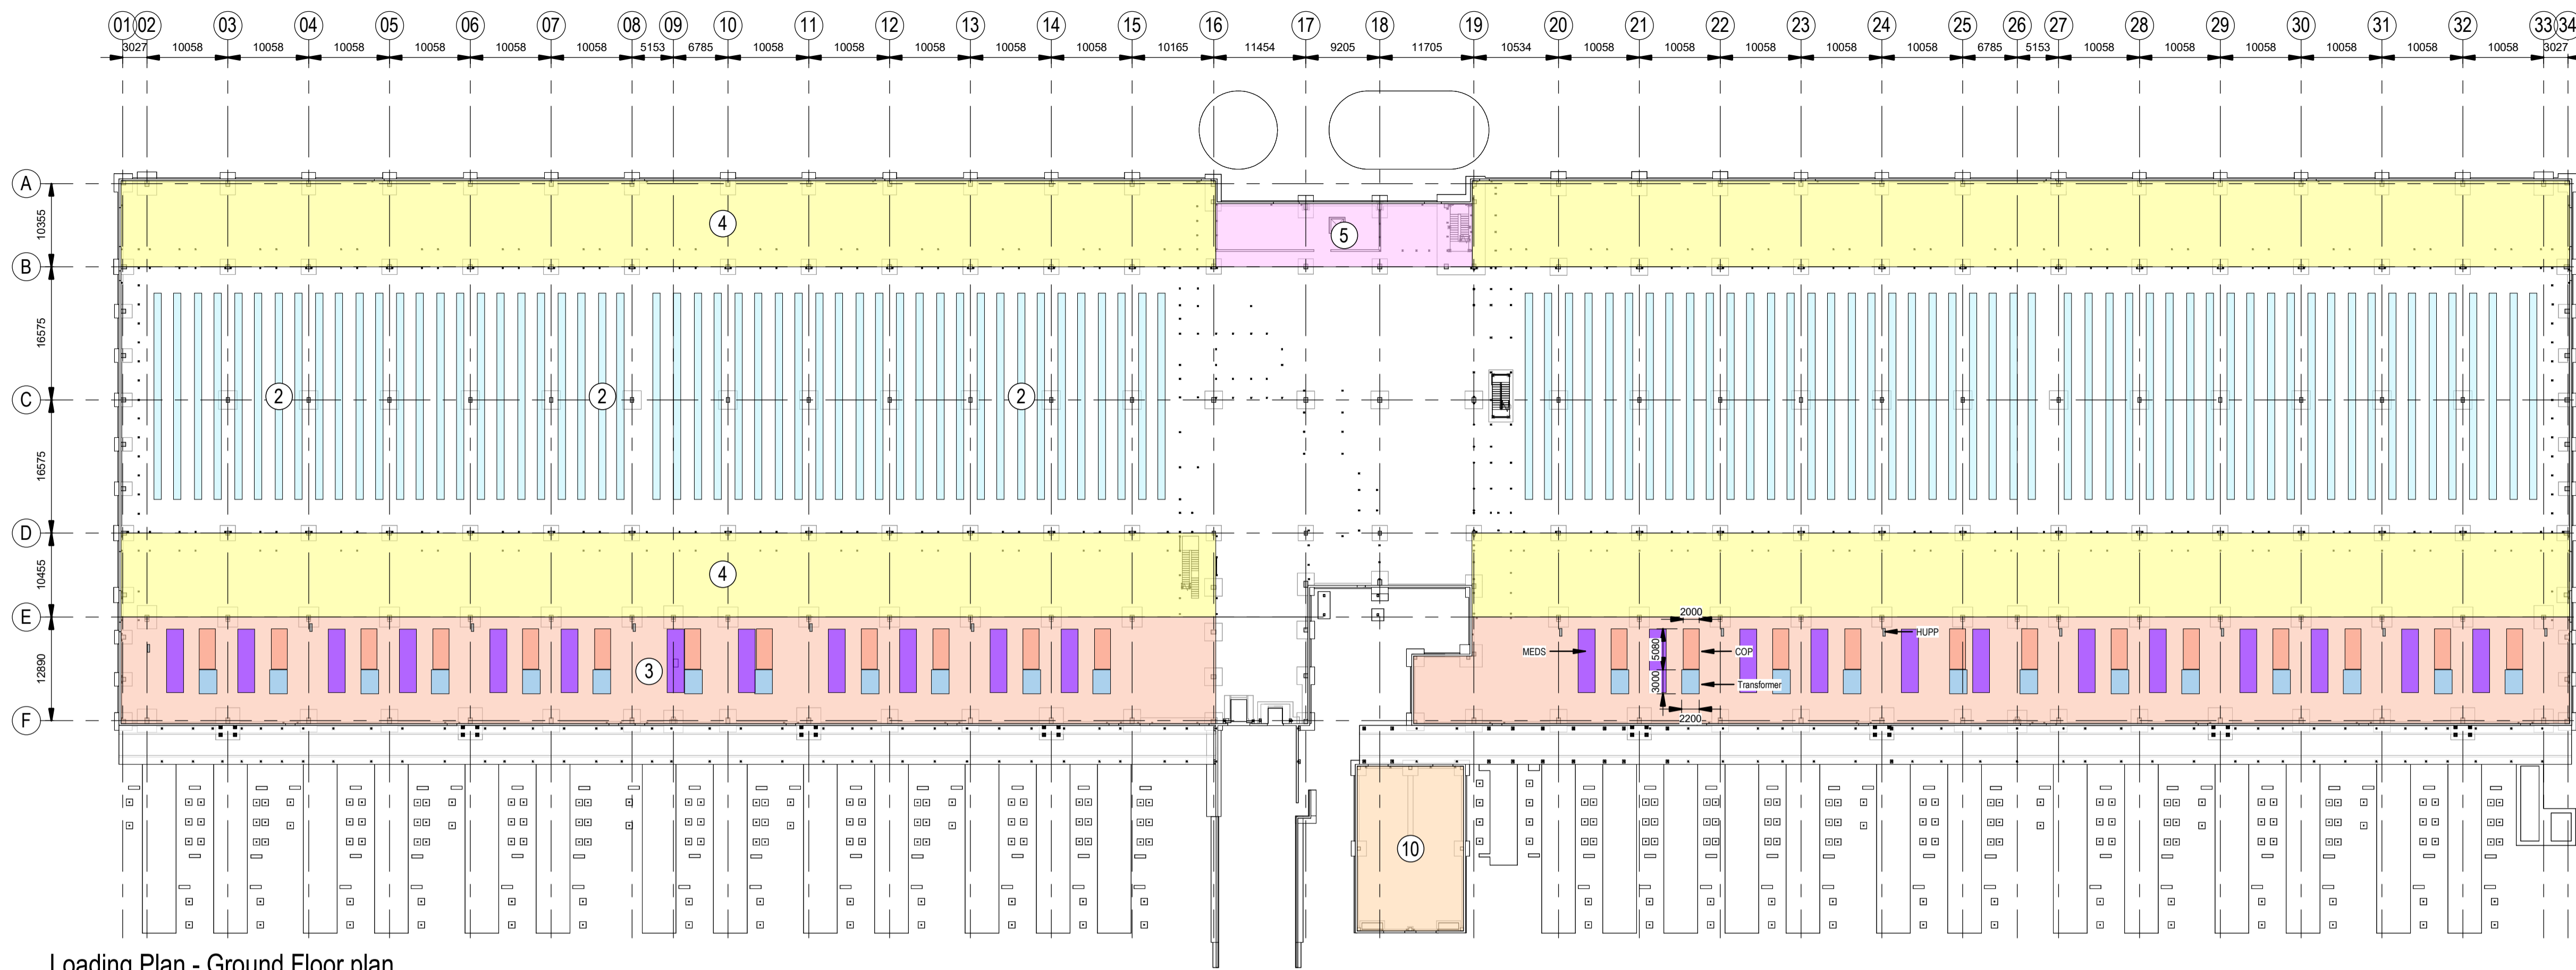 01 02 03 04 05 06 07 08 09 10 11 12 13 14 15 16 17 18 19 20 21 22 23 24 25 26 27 28 29 30 31 32 33 34
3027 10058 10058 10058 10058 10058 10058 5153 6785 10058 10058 10058 10058 10058 10165 11454 9205 11705 10534 10058 10058 10058 10058 10058 6785 5153 10058 10058 10058 10058 10058 10058 3027
A
10355
4
5
B
16575
C
2 2 2
16575
D
10455
4
E
2000
HUPP
MEDS
5080
COP
12890
3
3000
Transformer
2200
F
10
Loading Plan - Ground Floor plan